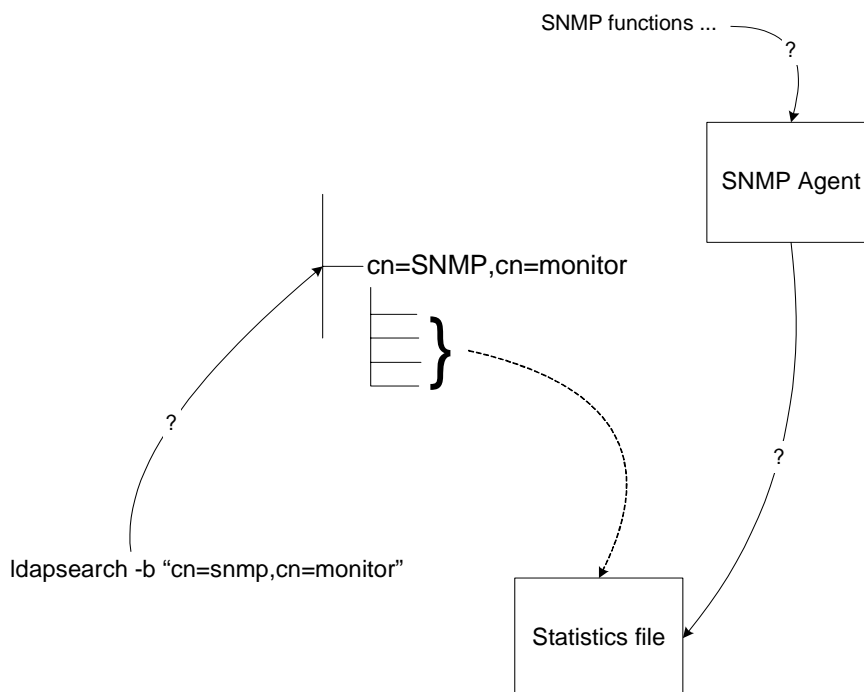 SNMP functions ...
?
SNMP Agent
cn=SNMP,cn=monitor
}
?
?
ldapsearch -b “cn=snmp,cn=monitor”
Statistics file